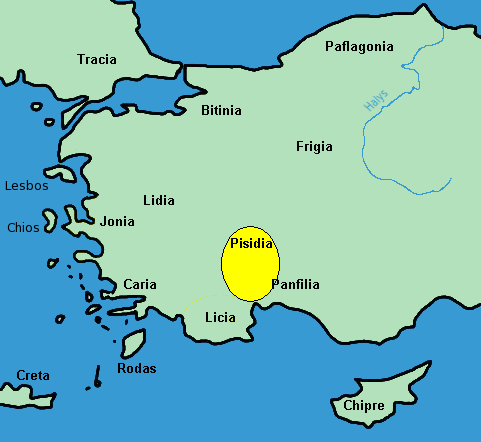 Paflagonia
Tracia
Halys
Bitinia
Frigia
Lesbos
Lidia
Chios
Jonia
Pisidia
Caria
Panfilia
Licia
Rodas
Creta
Chipre